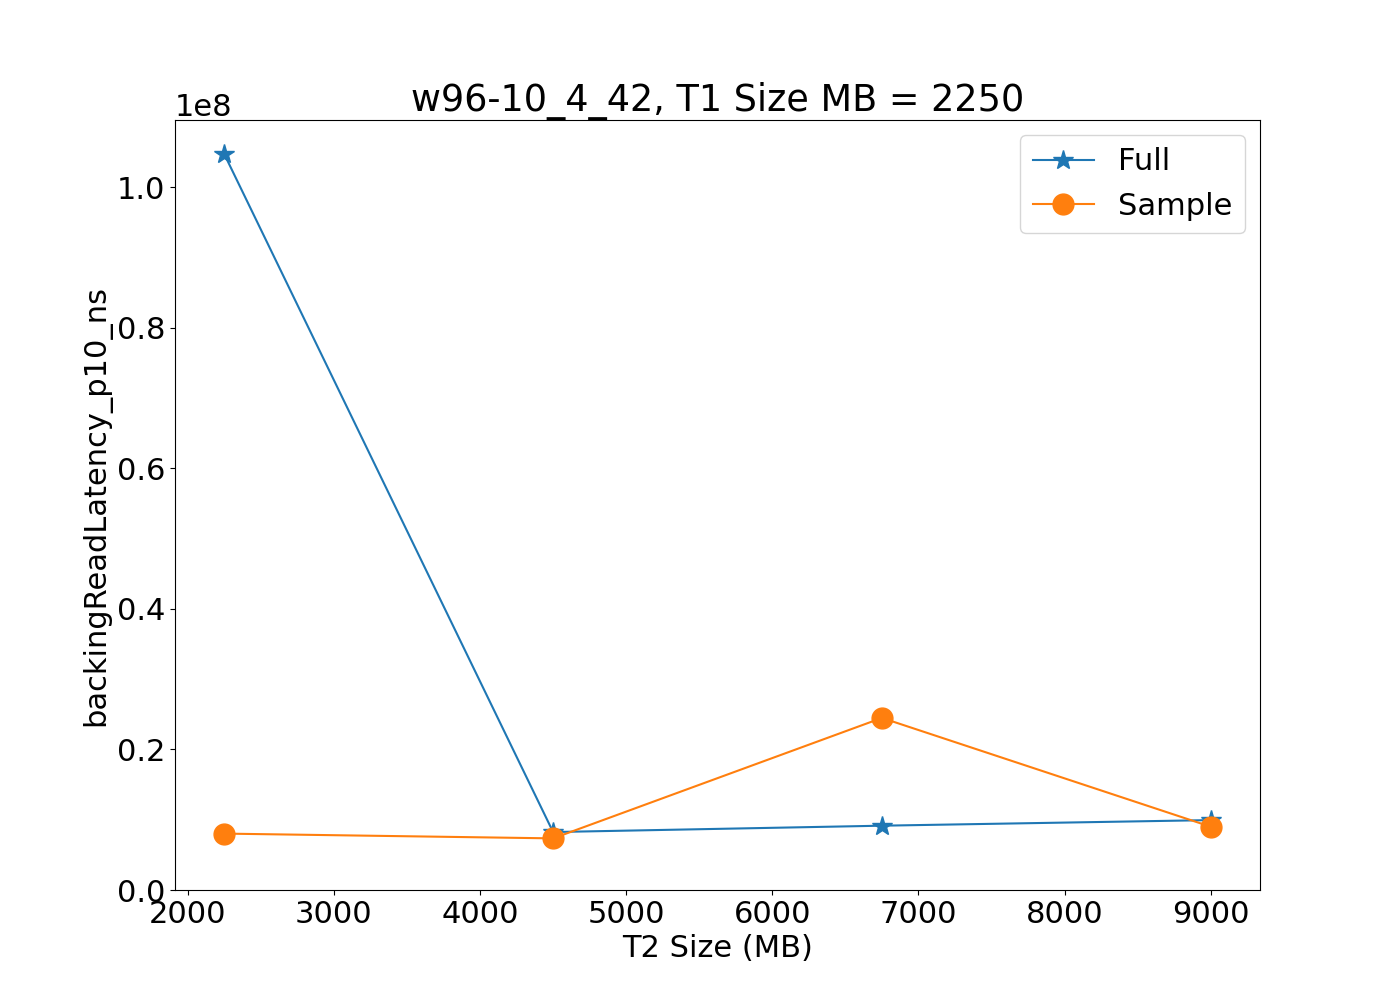 w96-10_4_42, T1 Size MB = 2250
1e8
Full
Sample
1.0
0.8
0.6
0.4
0.2
0.0
backingReadLatency_p10_ns
2000 3000 4000 5000 6000 7000 8000 9000
T2 Size (MB)